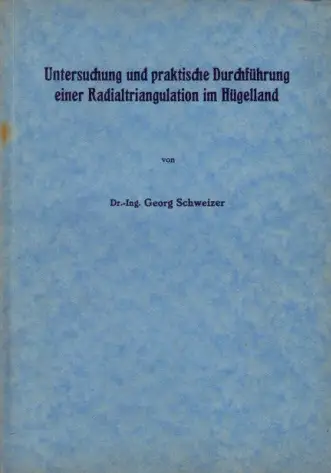 Untersuchung und praktische Durchführung
einer Radialtriangulation im Hügelland
von
Dr.-Ing. Georg Schweizer